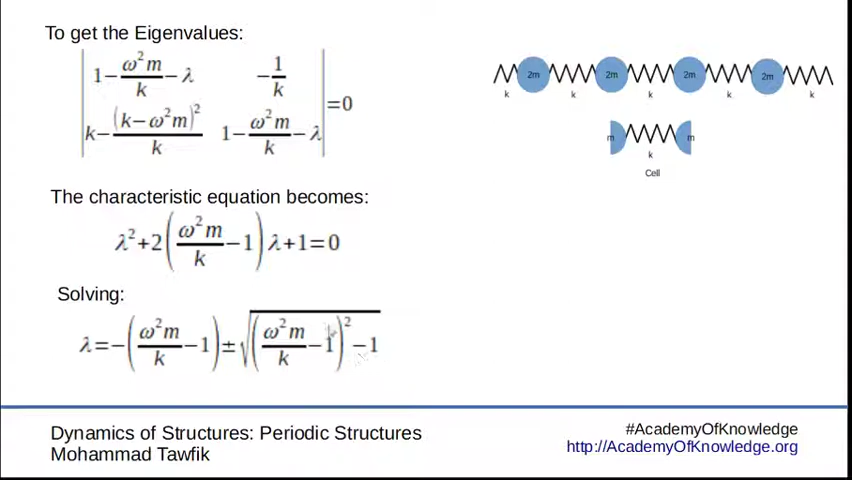 To get the Eigenvalues:
| 1−ω²m/k−λ   −1/k |
| k−(k−ω²m)²/k   1−ω²m/k−λ | =0
The characteristic equation becomes:
λ²+2(ω²m/k−1)λ+1=0
Solving:
λ=−(ω²m/k−1)±√((ω²m/k−1)²−1)
2m 2m 2m 2m
k k k k k
m m
k
Cell
Dynamics of Structures: Periodic Structures
Mohammad Tawfik
#AcademyOfKnowledge
http://AcademyOfKnowledge.org